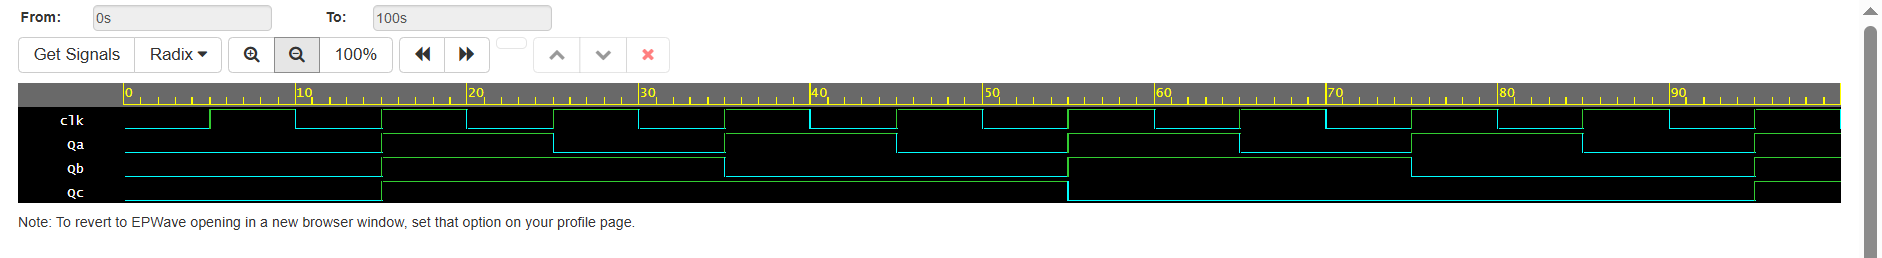 From: 0s To: 100s
Get Signals Radix 100%
0 10 20 30 40 50 60 70 80 90
clk
Qa
Qb
Qc
Note: To revert to EPWave opening in a new browser window, set that option on your profile page.